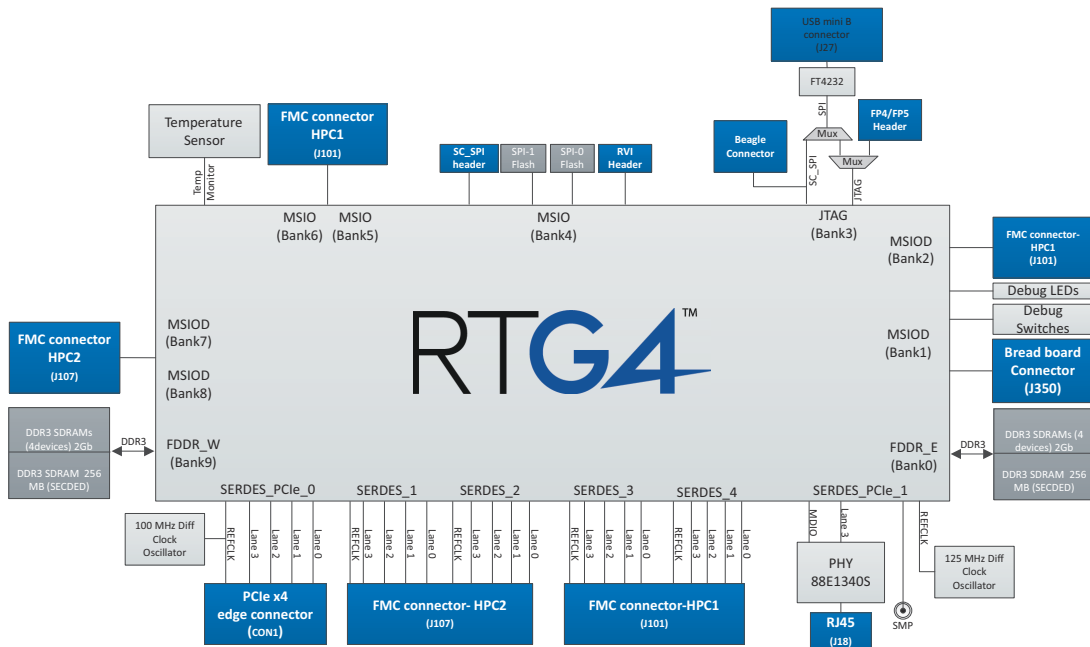 USB mini B
connector
(J27)
FT4232
SPI
Mux
FP4/FP5
Header
Mux
Beagle
Connector
SC_SPI
JTAG
Temperature
Sensor
Temp
Monitor
FMC connector
HPC1
(J101)
SC_SPI
header
SPI-1
Flash
SPI-0
Flash
RVI
Header
MSIO
(Bank6)
MSIO
(Bank5)
MSIO
(Bank4)
JTAG
(Bank3)
MSIOD
(Bank2)
FMC connector-
HPC1
(J101)
Debug LEDs
Debug
Switches
MSIOD
(Bank1)
Bread board
Connector
(J350)
RTG4™
MSIOD
(Bank7)
FMC connector
HPC2
(J107)
MSIOD
(Bank8)
DDR3 SDRAMs
(4devices) 2Gb
DDR3 SDRAM 256
MB (SECDED)
DDR3
FDDR_W
(Bank9)
FDDR_E
(Bank0)
DDR3
DDR3 SDRAMs (4
devices) 2Gb
DDR3 SDRAM 256
MB (SECDED)
SERDES_PCIe_0
SERDES_1
SERDES_2
SERDES_3
SERDES_4
SERDES_PCIe_1
100 MHz Diff
Clock
Oscillator
REFCLK
Lane 3
Lane 2
Lane 1
Lane 0
REFCLK
Lane 3
Lane 2
Lane 1
Lane 0
REFCLK
Lane 3
Lane 2
Lane 1
Lane 0
REFCLK
Lane 3
Lane 2
Lane 1
Lane 0
REFCLK
Lane 3
Lane 2
Lane 1
Lane 0
MDIO
Lane 3
REFCLK
PCIe x4
edge connector
(CON1)
FMC connector- HPC2
(J107)
FMC connector-HPC1
(J101)
PHY
88E1340S
RJ45
(J18)
SMP
125 MHz Diff
Clock
Oscillator